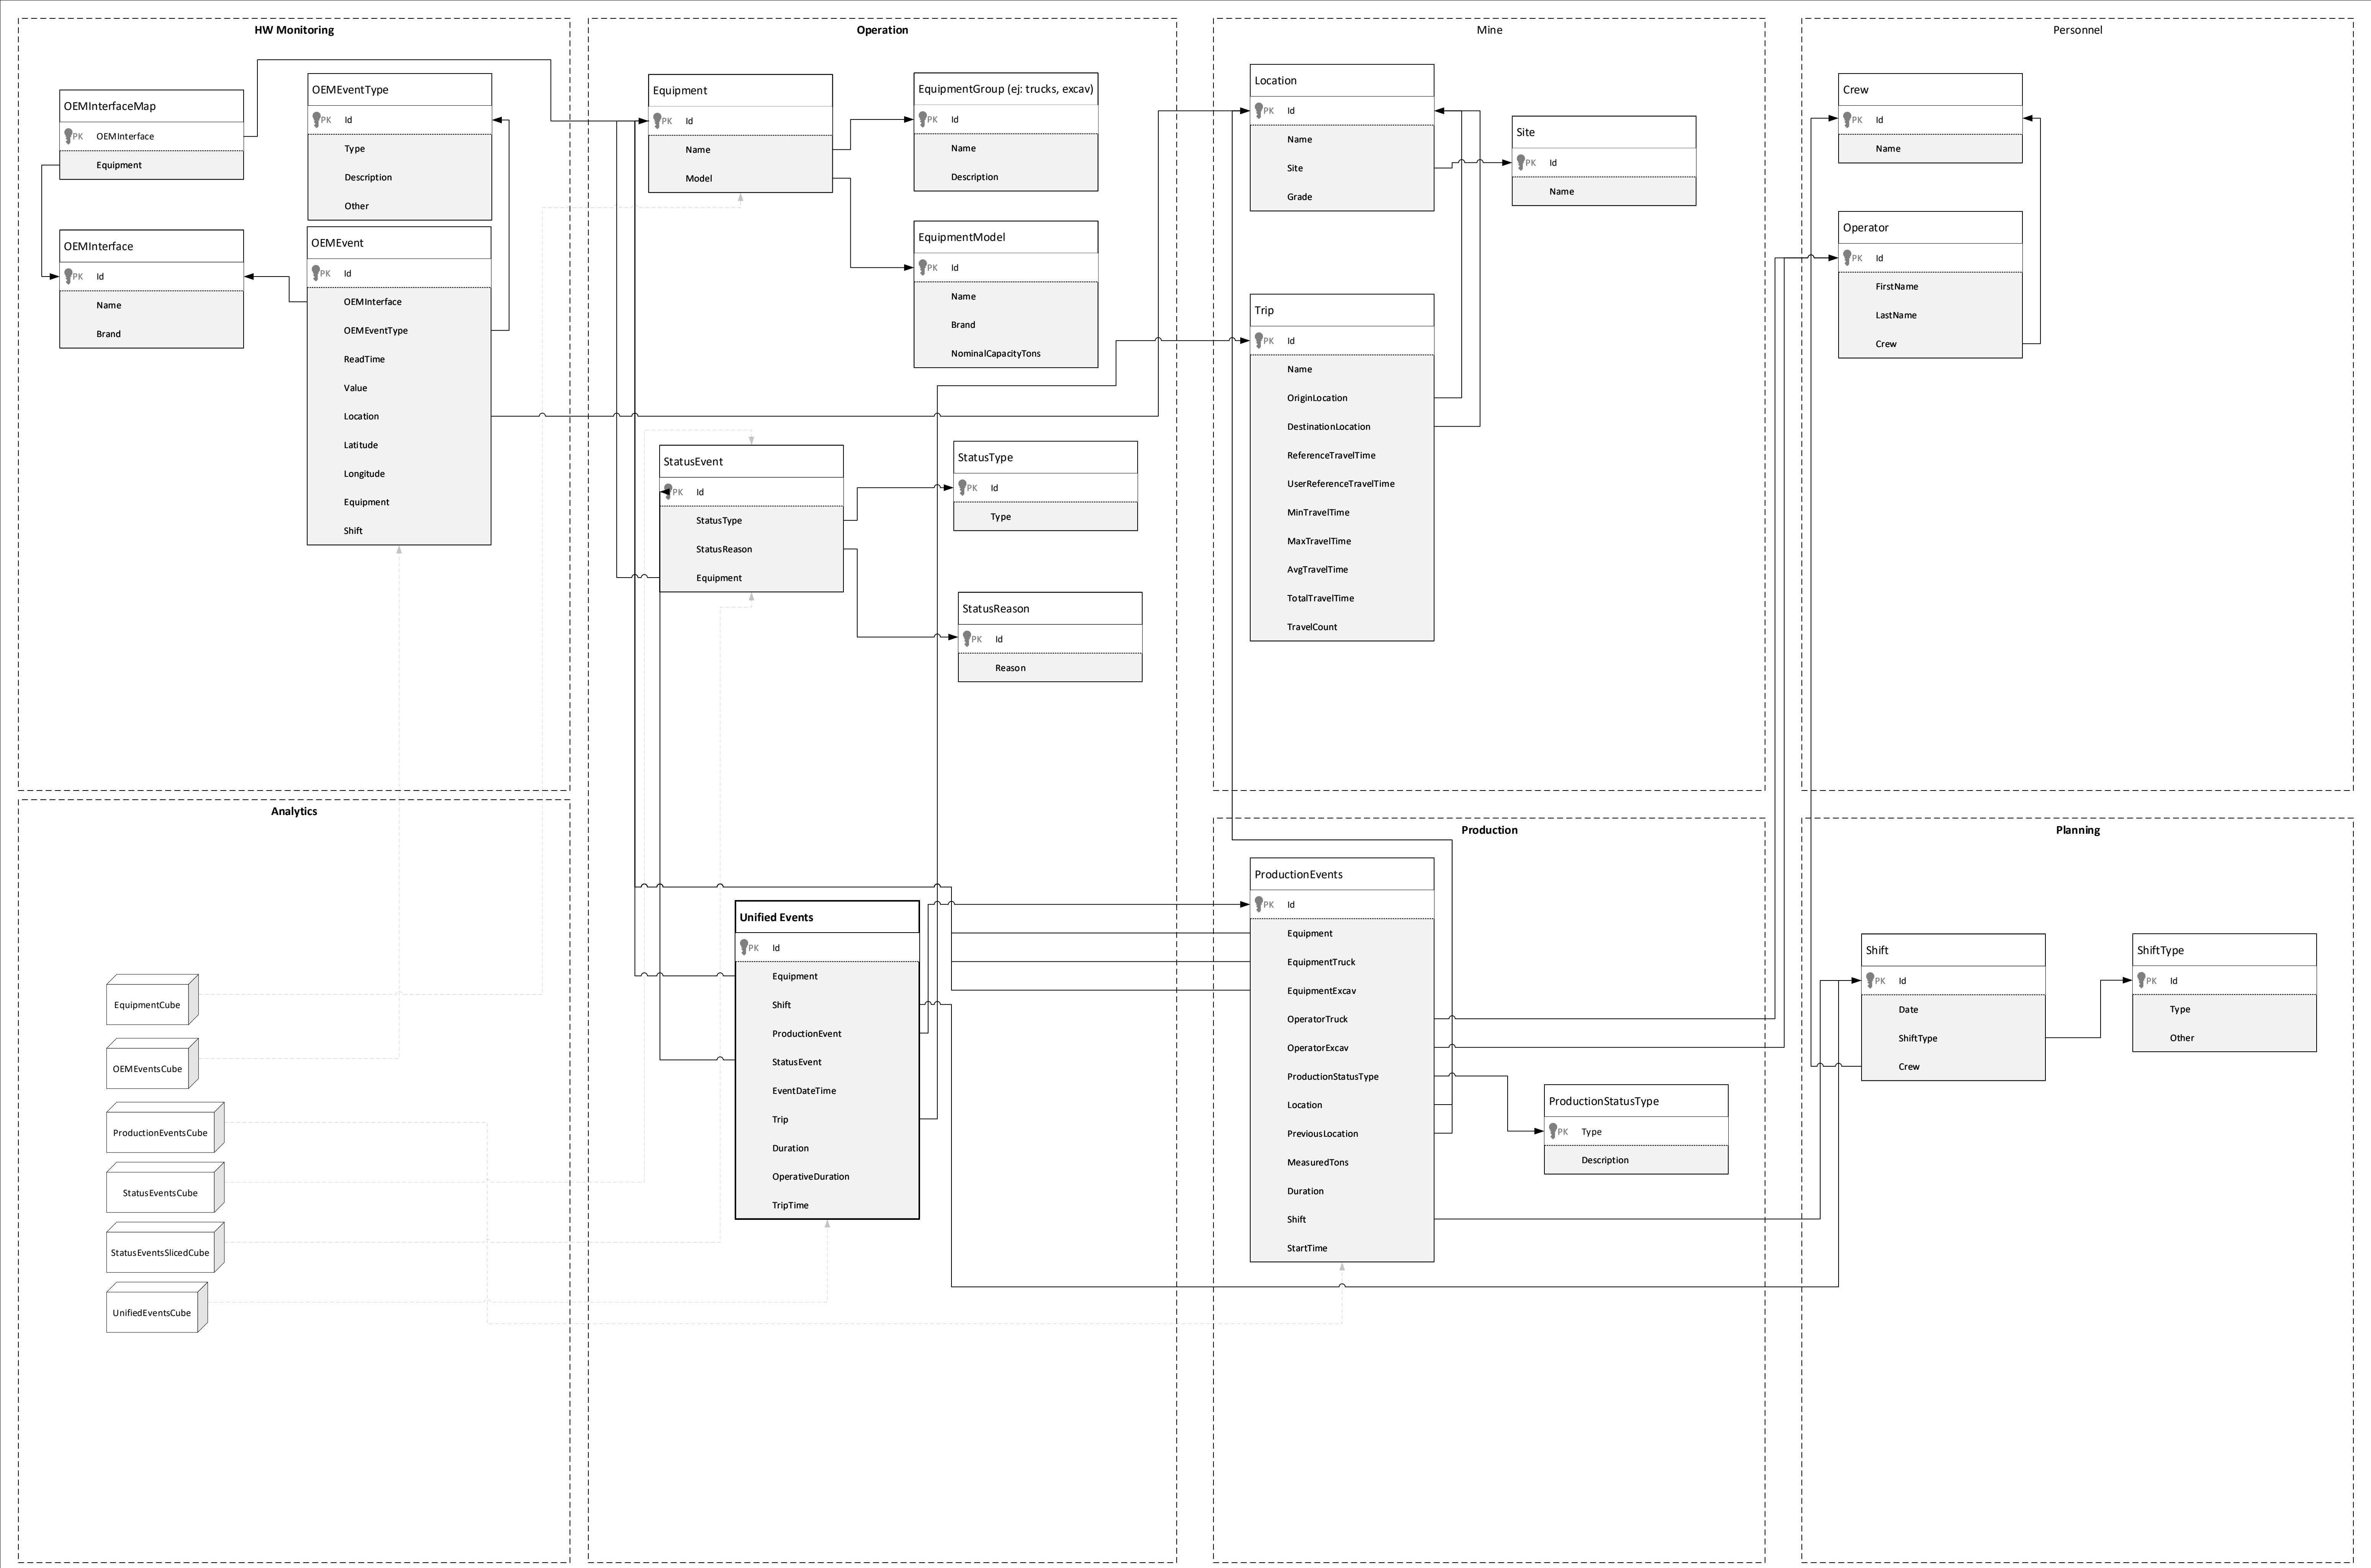 HW Monitoring
OEMInterfaceMap
PK OEMInterface
Equipment
OEMEventType
PK Id
Type
Description
Other
OEMInterface
PK Id
Name
Brand
OEMEvent
PK Id
OEMInterface
OEMEventType
ReadTime
Value
Location
Latitude
Longitude
Equipment
Shift
Operation
Equipment
PK Id
Name
Model
EquipmentGroup (ej: trucks, excav)
PK Id
Name
Description
EquipmentModel
PK Id
Name
Brand
NominalCapacityTons
StatusEvent
PK Id
StatusType
StatusReason
Equipment
StatusType
PK Id
Type
StatusReason
PK Id
Reason
Unified Events
PK Id
Equipment
Shift
ProductionEvent
StatusEvent
EventDateTime
Trip
Duration
OperativeDuration
TripTime
Mine
Location
PK Id
Name
Site
Grade
Site
PK Id
Name
Trip
PK Id
Name
OriginLocation
DestinationLocation
ReferenceTravelTime
UserReferenceTravelTime
MinTravelTime
MaxTravelTime
AvgTravelTime
TotalTravelTime
TravelCount
Personnel
Crew
PK Id
Name
Operator
PK Id
FirstName
LastName
Crew
Analytics
EquipmentCube
OEMEventsCube
ProductionEventsCube
StatusEventsCube
StatusEventsSlicedCube
UnifiedEventsCube
Production
ProductionEvents
PK Id
Equipment
EquipmentTruck
EquipmentExcav
OperatorTruck
OperatorExcav
ProductionStatusType
Location
PreviousLocation
MeasuredTons
Duration
Shift
StartTime
ProductionStatusType
PK Type
Description
Planning
Shift
PK Id
Date
ShiftType
Crew
ShiftType
PK Id
Type
Other